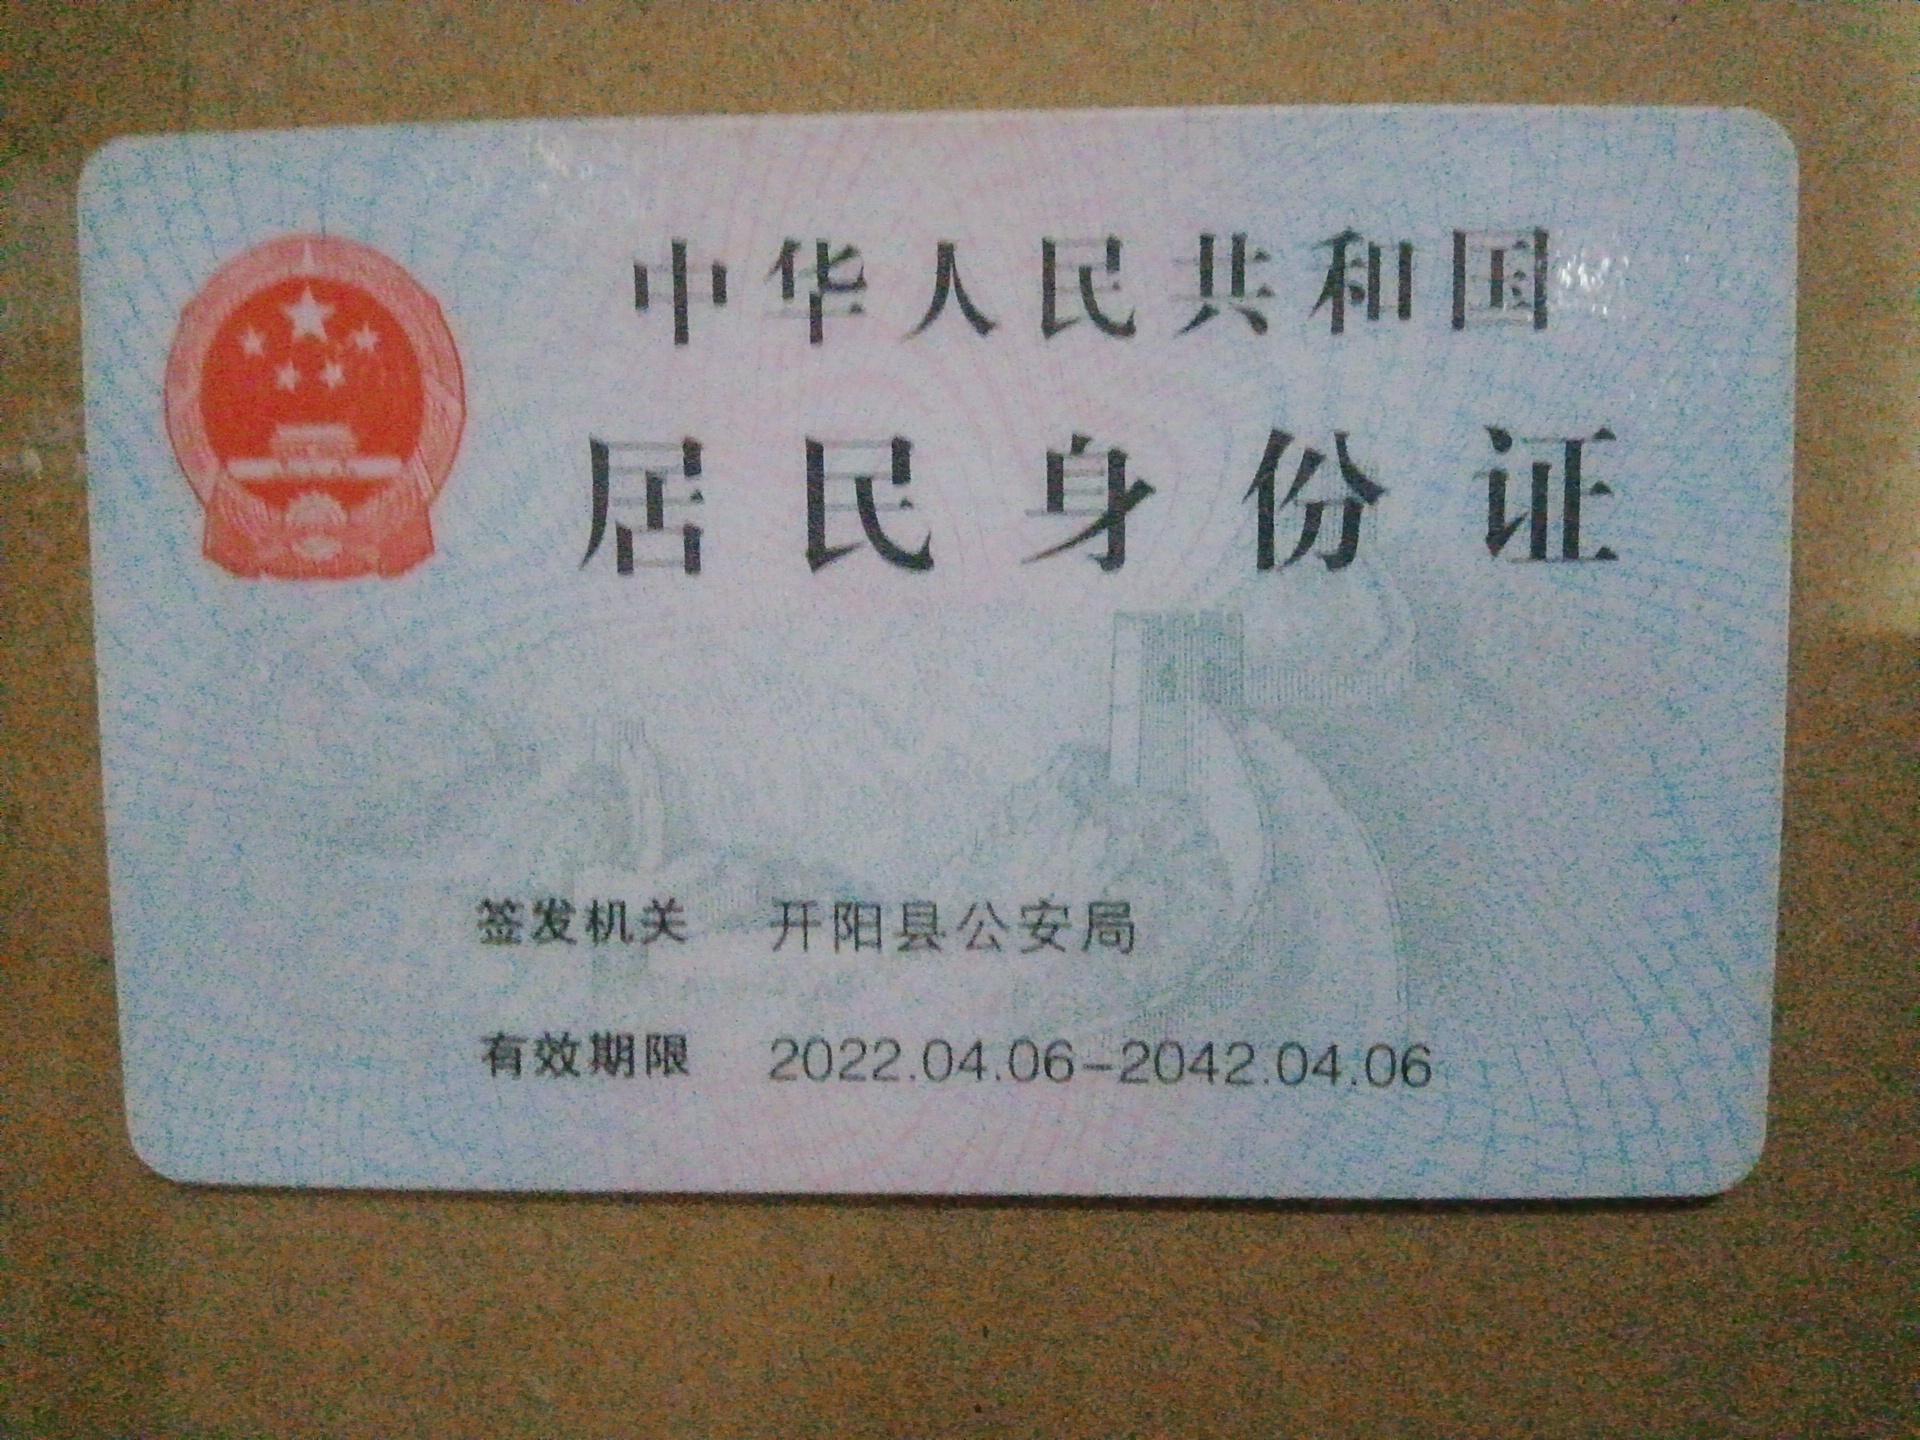 中华人民共和国
居民身份证
签发机关 开阳县公安局
有效期限 2022.04.06-2042.04.06